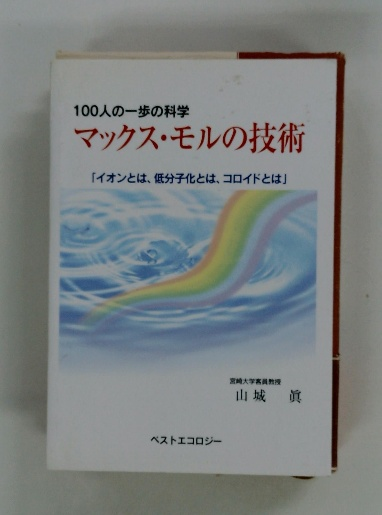 100人の一歩の科学
マックス・モルの技術
「イオンとは、低分子化とは、コロイドとは」
宮崎大学客員教授
山城 眞
ベストエコロジー